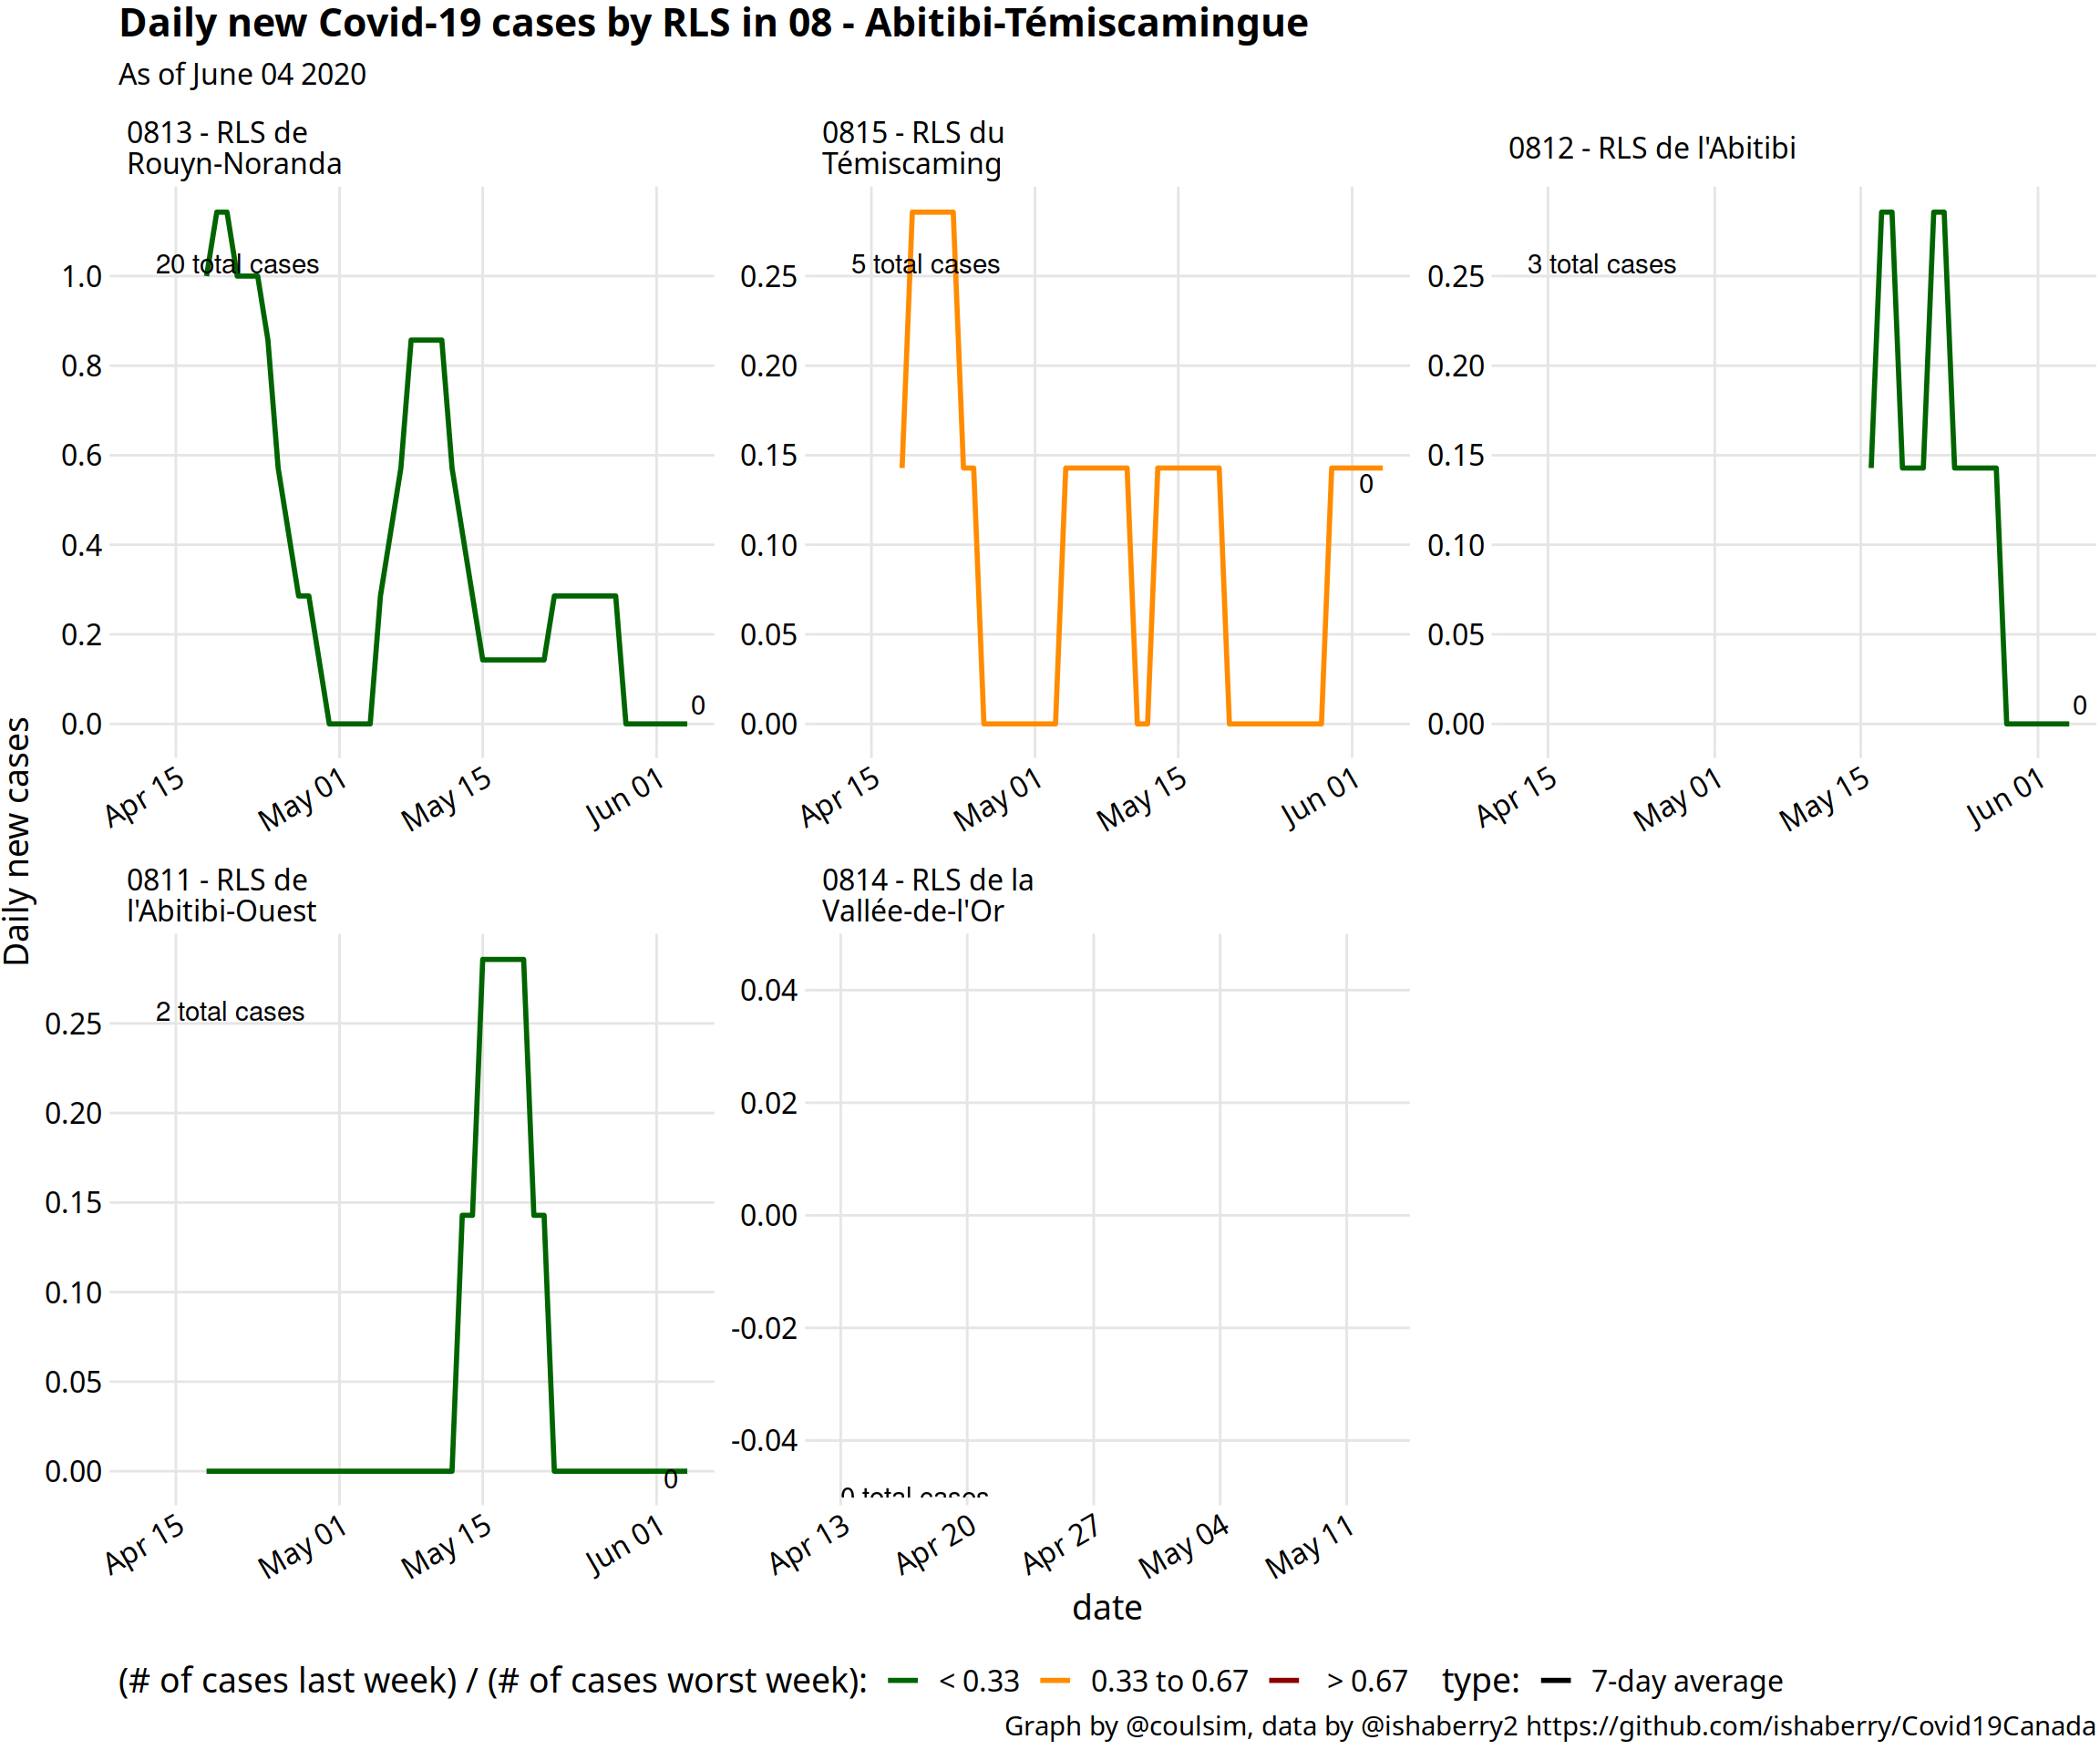 Daily new Covid-19 cases by RLS in 08 - Abitibi-Témiscamingue
As of June 04 2020
0813 - RLS de
Rouyn-Noranda
20 total cases
1.0
0.8
0.6
0.4
0.2
0.0
0
Apr 15
May 01
May 15
Jun 01
0815 - RLS du
Témiscaming
5 total cases
0.25
0.20
0.15
0.10
0.05
0.00
0
Apr 15
May 01
May 15
Jun 01
0812 - RLS de l'Abitibi
3 total cases
0.25
0.20
0.15
0.10
0.05
0.00
0
Apr 15
May 01
May 15
Jun 01
Daily new cases
0811 - RLS de
l'Abitibi-Ouest
2 total cases
0.25
0.20
0.15
0.10
0.05
0.00
0
Apr 15
May 01
May 15
Jun 01
0814 - RLS de la
Vallée-de-l'Or
0.04
0.02
0.00
-0.02
-0.04
0 total cases
Apr 13
Apr 20
Apr 27
May 04
May 11
date
(# of cases last week) / (# of cases worst week): < 0.33 0.33 to 0.67 > 0.67 type: 7-day average
Graph by @coulsim, data by @ishaberry2 https://github.com/ishaberry/Covid19Canada